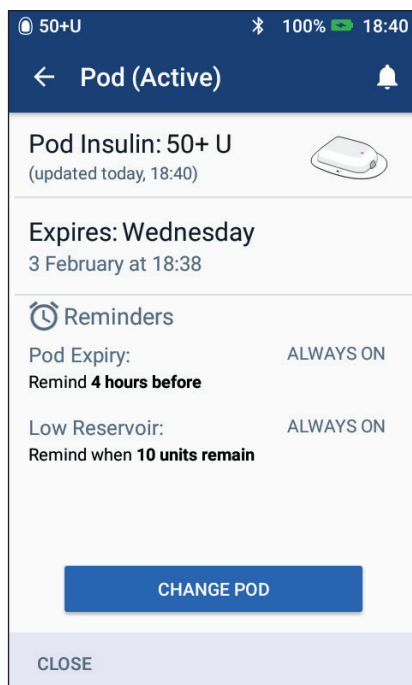 50+U 100% 18:40
Pod (Active)
Pod Insulin: 50+ U
(updated today, 18:40)
Expires: Wednesday
3 February at 18:38
Reminders
Pod Expiry: ALWAYS ON
Remind 4 hours before
Low Reservoir: ALWAYS ON
Remind when 10 units remain
CHANGE POD
CLOSE